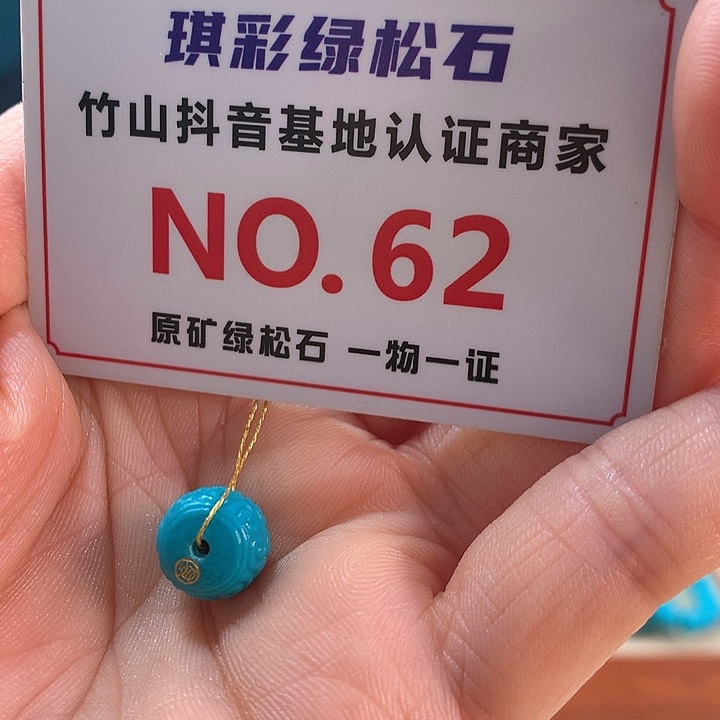 琪彩绿松石
竹山抖音基地认证商家
NO. 62
原矿绿松石 一物一证